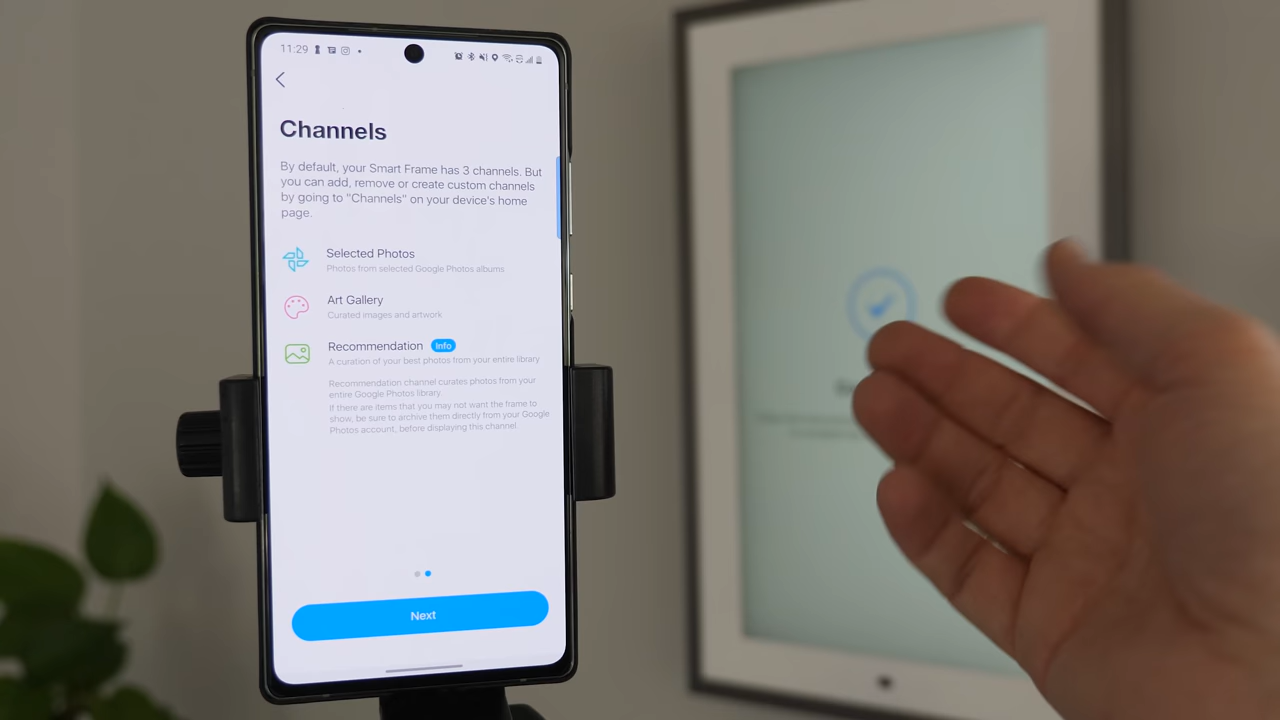 11:29
Channels
By default, your Smart Frame has 3 channels. But
you can add, remove or create custom channels
by going to "Channels" on your device's home
page.
Selected Photos
Photos from selected Google Photos albums
Art Gallery
Curated images and artwork
Recommendation Info
A curation of your best photos from your entire library
Recommendation channel curates photos from your
entire Google Photos library
If there are items that you may not want the frame to
show, be sure to archive them directly from your Google
Photos account, before displaying this channel
Next